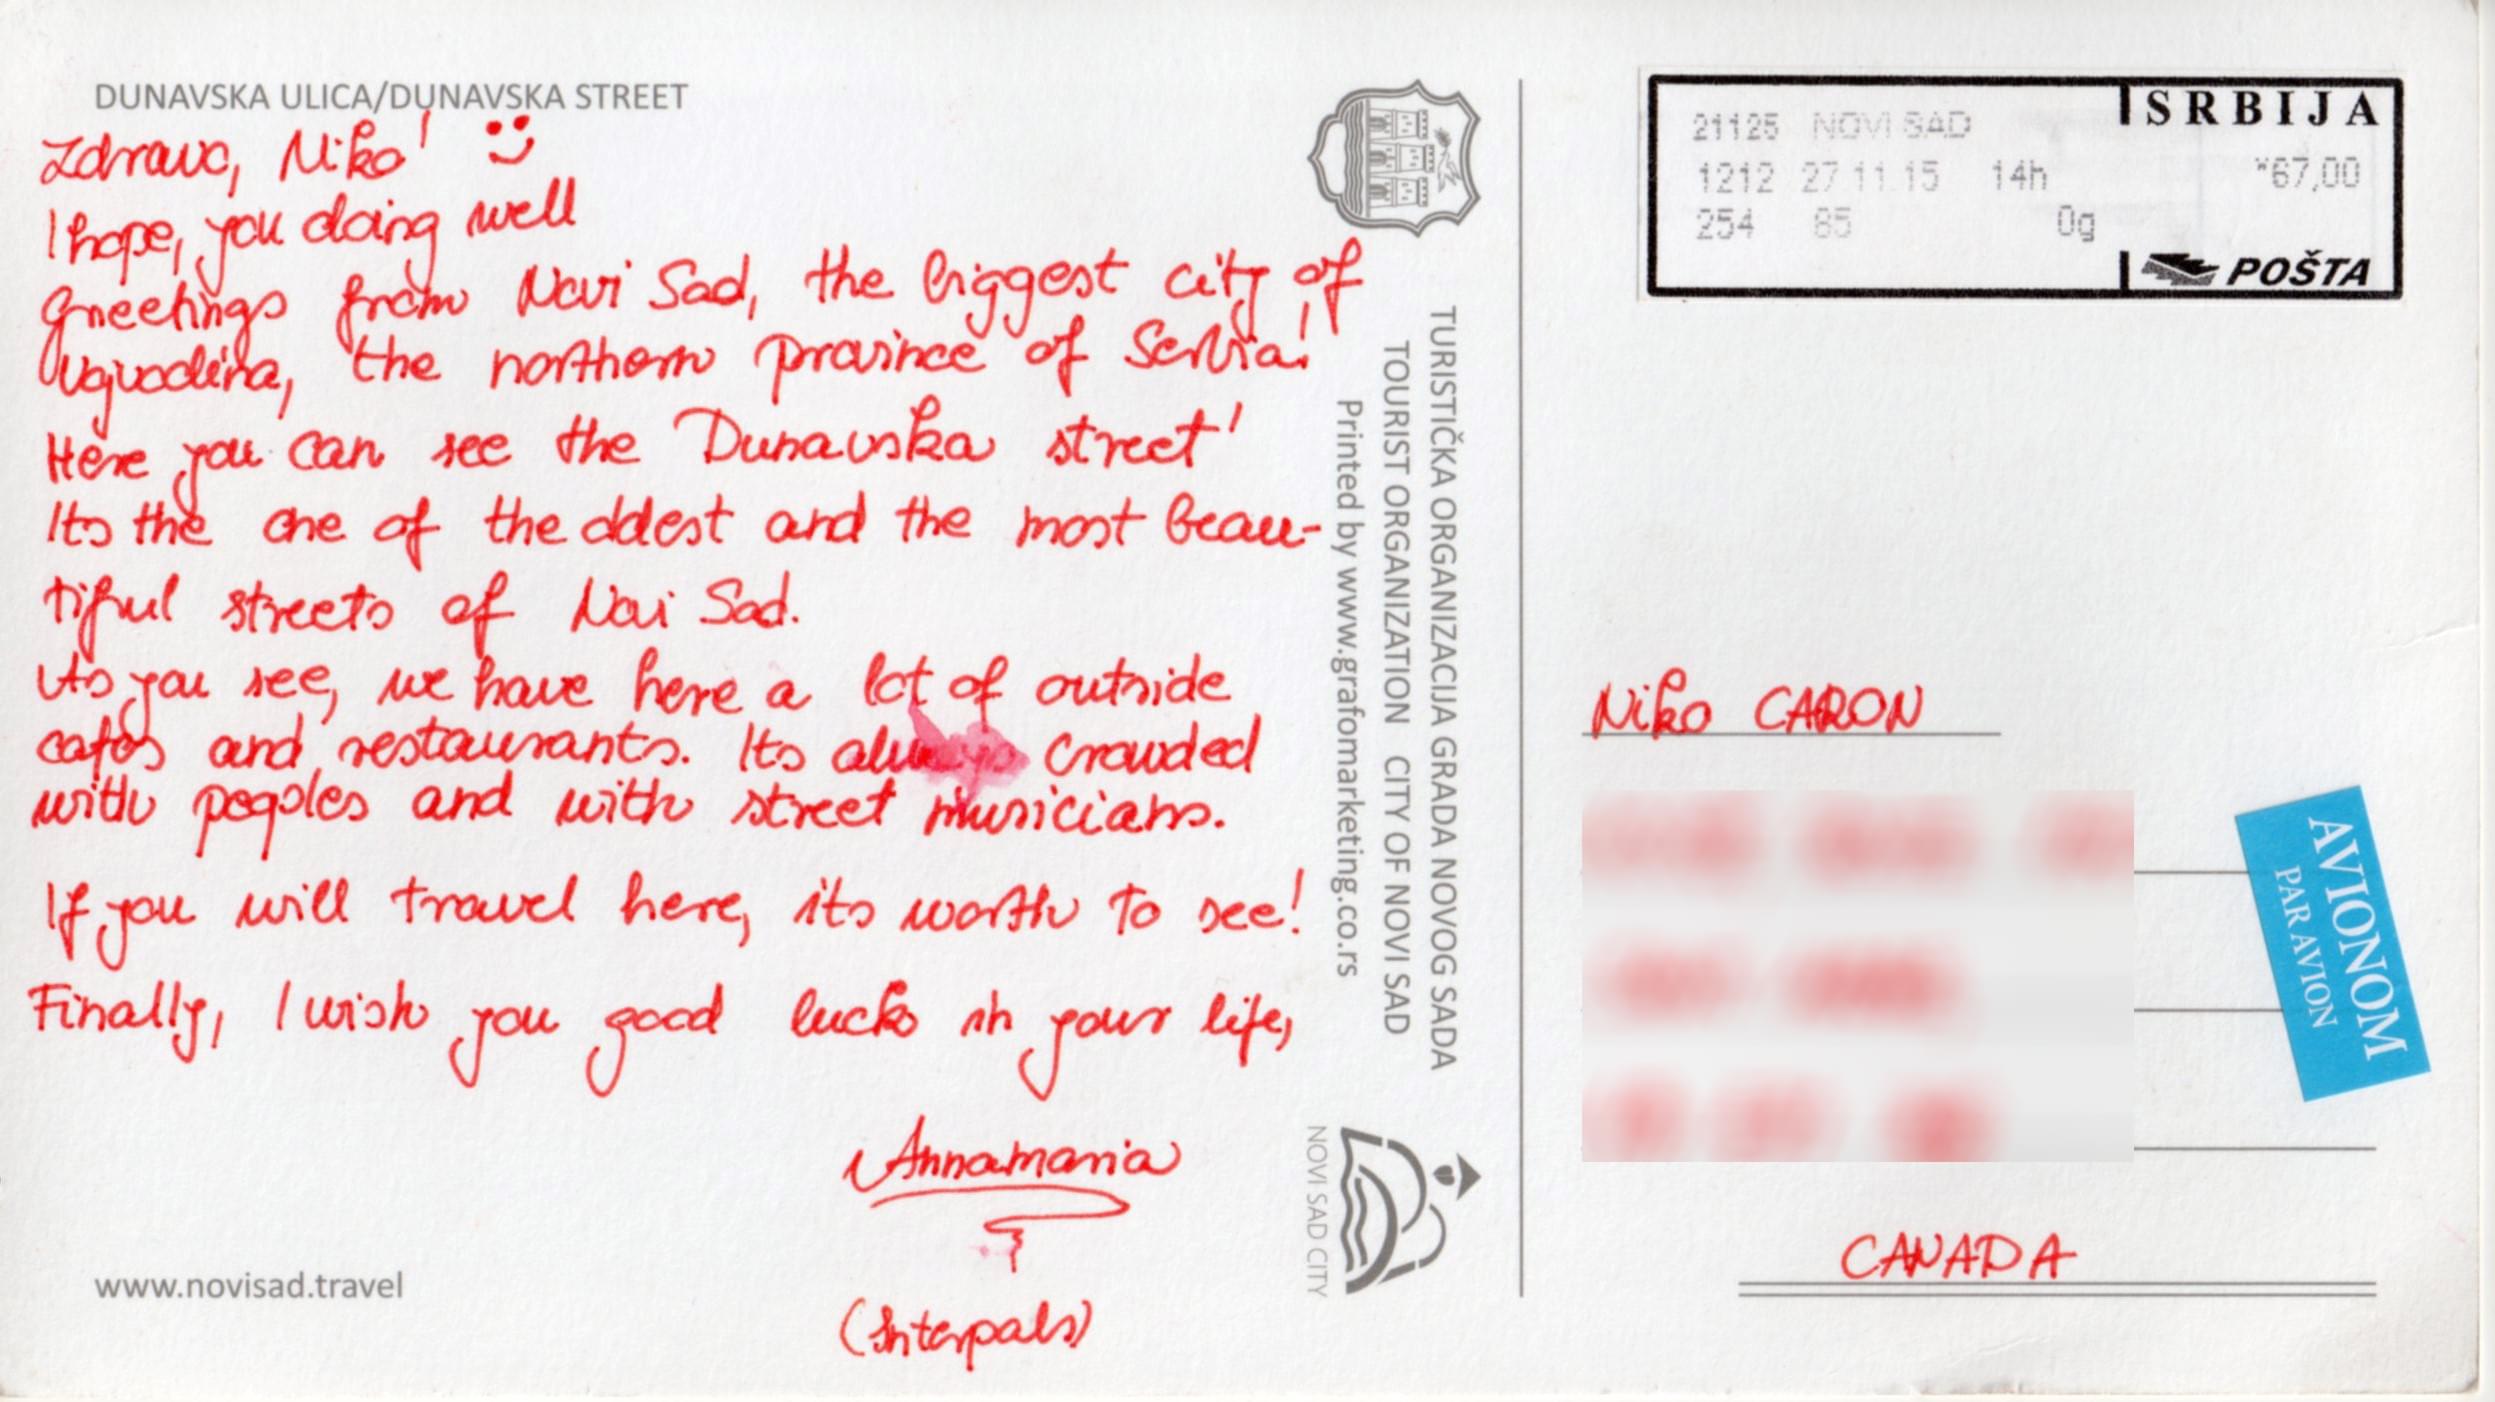 DUNAVSKA ULICA/DUNAVSKA STREET
Zdravo, Niko! :)
I hope, you doing well
Greetings from Novi Sad, the biggest city of
Vojvodina, the northern province of Serbia!
Here you can see the Dunavska street!
Its the one of the oldest and the most beau-
tiful streets of Novi Sad.
As you see, we have here a lot of outside
cafés and restaurants. Its always crowded
with peoples and with street musicians.
If you will travel here, its worth to see!
Finally, I wish you good luck in your life,
Annamaria
(Interpals)
www.novisad.travel
TURISTIČKA ORGANIZACIJA GRADA NOVOG SADA
TOURIST ORGANIZATION CITY OF NOVI SAD
Printed by www.grafomarketing.co.rs
NOVI SAD CITY
SRBIJA
21125 NOVI SAD
1212 27 11 15 14h *67,00
254 85 0g
POŠTA
Niko CARON
AVIONOM
PAR AVION
CANADA